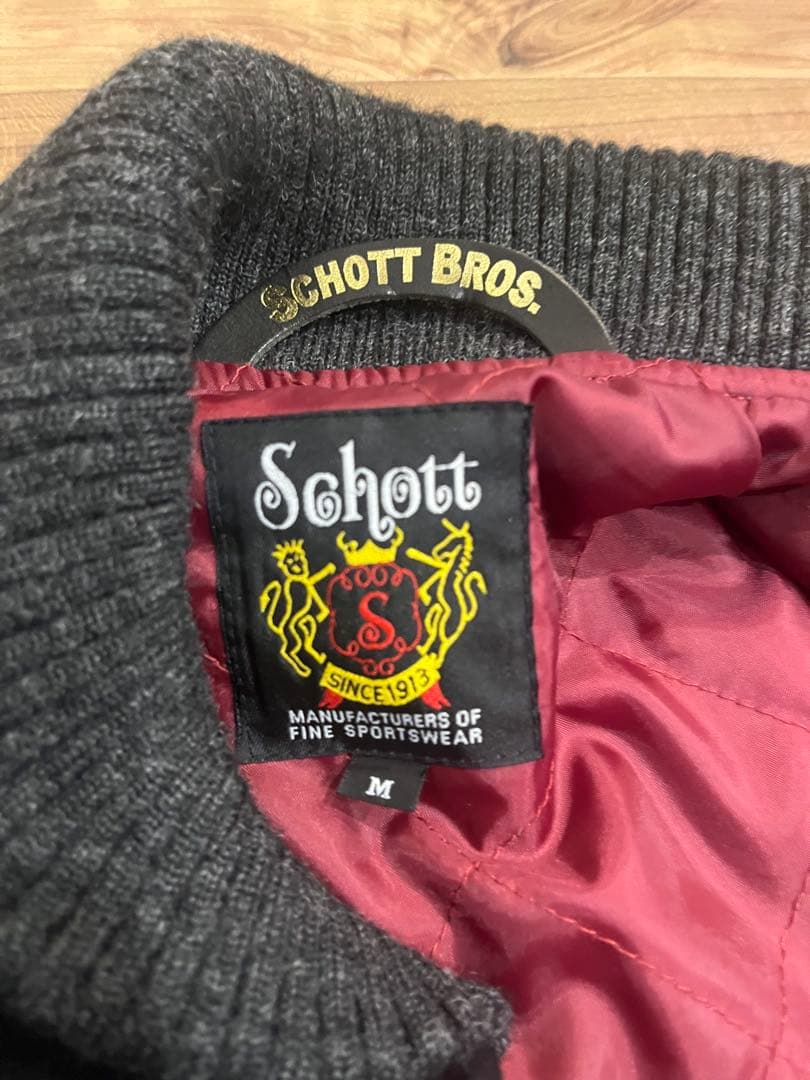 SCHOTT BROS.
Schott
S
SINCE 1913
MANUFACTURERS OF
FINE SPORTSWEAR
M